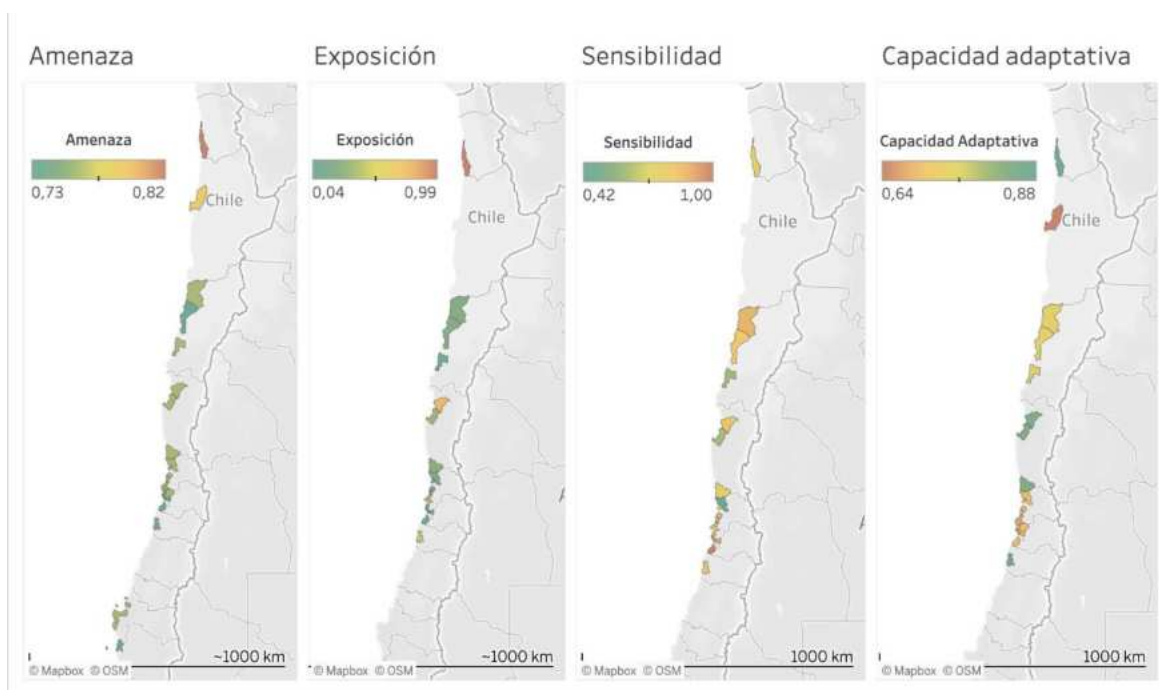 Amenaza
Amenaza
0,73 0,82
Chile
© Mapbox © OSM
~1000 km
Exposición
Exposición
0,04 0,99
Chile
© Mapbox © OSM
~1000 km
Sensibilidad
Sensibilidad
0,42 1,00
Chile
© Mapbox © OSM
1000 km
Capacidad adaptativa
Capacidad Adaptativa
0,64 0,88
Chile
© Mapbox © OSM
1000 km